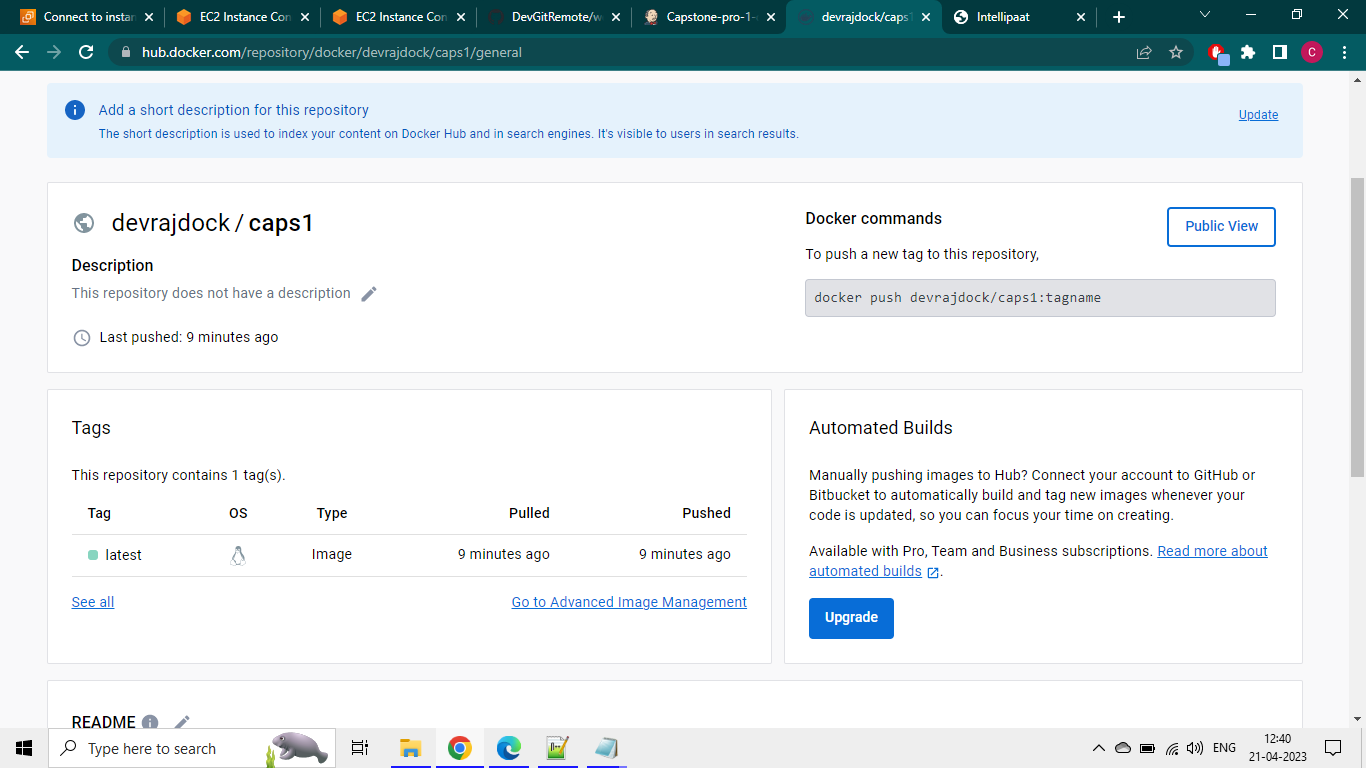 Connect to instan
EC2 Instance Con
EC2 Instance Con
DevGitRemote/w
Capstone-pro-1-
devrajdock/caps1
Intellipaat
hub.docker.com/repository/docker/devrajdock/caps1/general
C
Add a short description for this repository
The short description is used to index your content on Docker Hub and in search engines. It's visible to users in search results.
Update
devrajdock / caps1
Description
This repository does not have a description
Last pushed: 9 minutes ago
Docker commands
Public View
To push a new tag to this repository,
docker push devrajdock/caps1:tagname
Tags
This repository contains 1 tag(s).
Tag OS Type Pulled Pushed
latest Image 9 minutes ago 9 minutes ago
See all Go to Advanced Image Management
Automated Builds
Manually pushing images to Hub? Connect your account to GitHub or
Bitbucket to automatically build and tag new images whenever your
code is updated, so you can focus your time on creating.
Available with Pro, Team and Business subscriptions. Read more about
automated builds .
Upgrade
README
Type here to search
ENG
12:40
21-04-2023